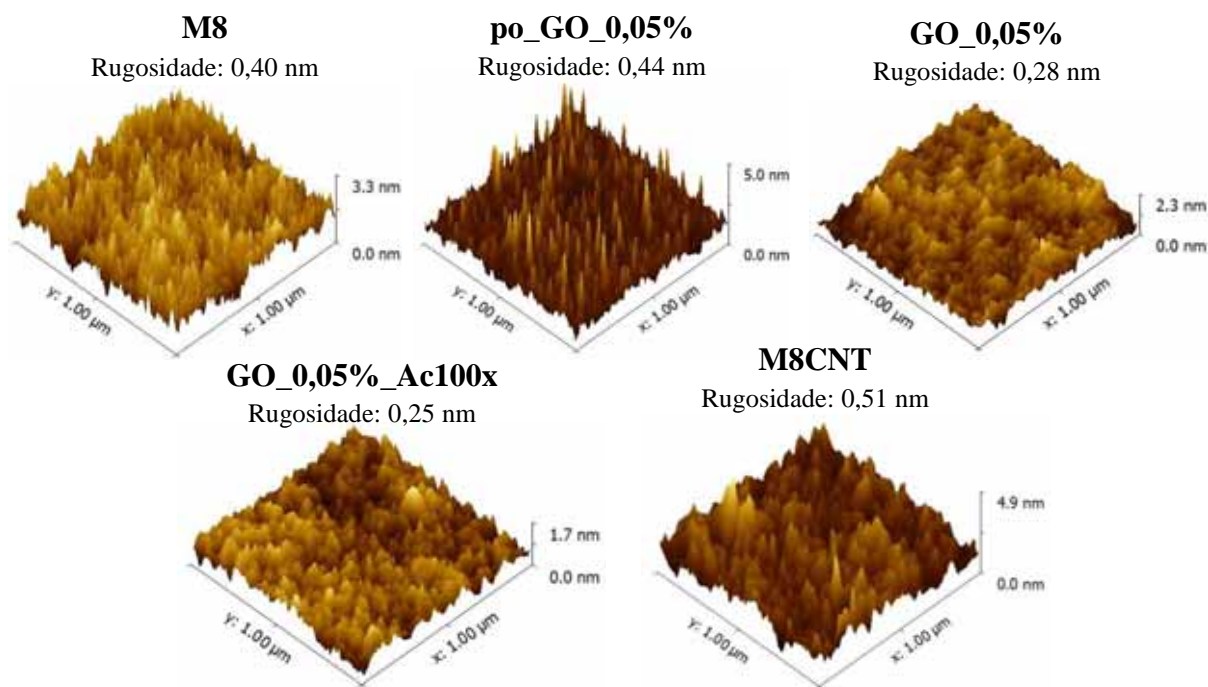 M8
Rugosidade: 0,40 nm
3.3 nm
0.0 nm
y: 1.00 µm
x: 1.00 µm
po_GO_0,05%
Rugosidade: 0,44 nm
5.0 nm
0.0 nm
y: 1.00 µm
x: 1.00 µm
GO_0,05%
Rugosidade: 0,28 nm
2.3 nm
0.0 nm
y: 1.00 µm
x: 1.00 µm
GO_0,05%_Ac100x
Rugosidade: 0,25 nm
1.7 nm
0.0 nm
y: 1.00 µm
x: 1.00 µm
M8CNT
Rugosidade: 0,51 nm
4.9 nm
0.0 nm
y: 1.00 µm
x: 1.00 µm